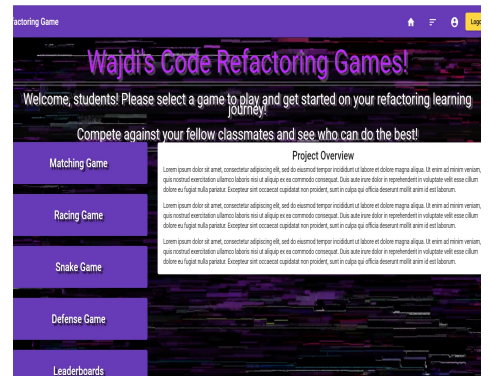 actoring Game
Logo
Wajdi's Code Refactoring Games!
Welcome, students! Please select a game to play and get started on your refactoring learning
journey!
Compete against your fellow classmates and see who can do the best!
Matching Game
Racing Game
Snake Game
Defense Game
Leaderboards
Project Overview
Lorem ipsum dolor sit amet, consectetur adipiscing elit, sed do eiusmod tempor incididunt ut labore et dolore magna aliqua. Ut enim ad minim veniam,
quis nostrud exercitation ullamco laboris nisi ut aliquip ex ea commodo consequat. Duis aute irure dolor in reprehenderit in voluptate velit esse cillum
dolore eu fugiat nulla pariatur. Excepteur sint occaecat cupidatat non proident, sunt in culpa qui officia deserunt mollit anim id est laborum.
Lorem ipsum dolor sit amet, consectetur adipiscing elit, sed do eiusmod tempor incididunt ut labore et dolore magna aliqua. Ut enim ad minim veniam,
quis nostrud exercitation ullamco laboris nisi ut aliquip ex ea commodo consequat. Duis aute irure dolor in reprehenderit in voluptate velit esse cillum
dolore eu fugiat nulla pariatur. Excepteur sint occaecat cupidatat non proident, sunt in culpa qui officia deserunt mollit anim id est laborum.
Lorem ipsum dolor sit amet, consectetur adipiscing elit, sed do eiusmod tempor incididunt ut labore et dolore magna aliqua. Ut enim ad minim veniam,
quis nostrud exercitation ullamco laboris nisi ut aliquip ex ea commodo consequat. Duis aute irure dolor in reprehenderit in voluptate velit esse cillum
dolore eu fugiat nulla pariatur. Excepteur sint occaecat cupidatat non proident, sunt in culpa qui officia deserunt mollit anim id est laborum.